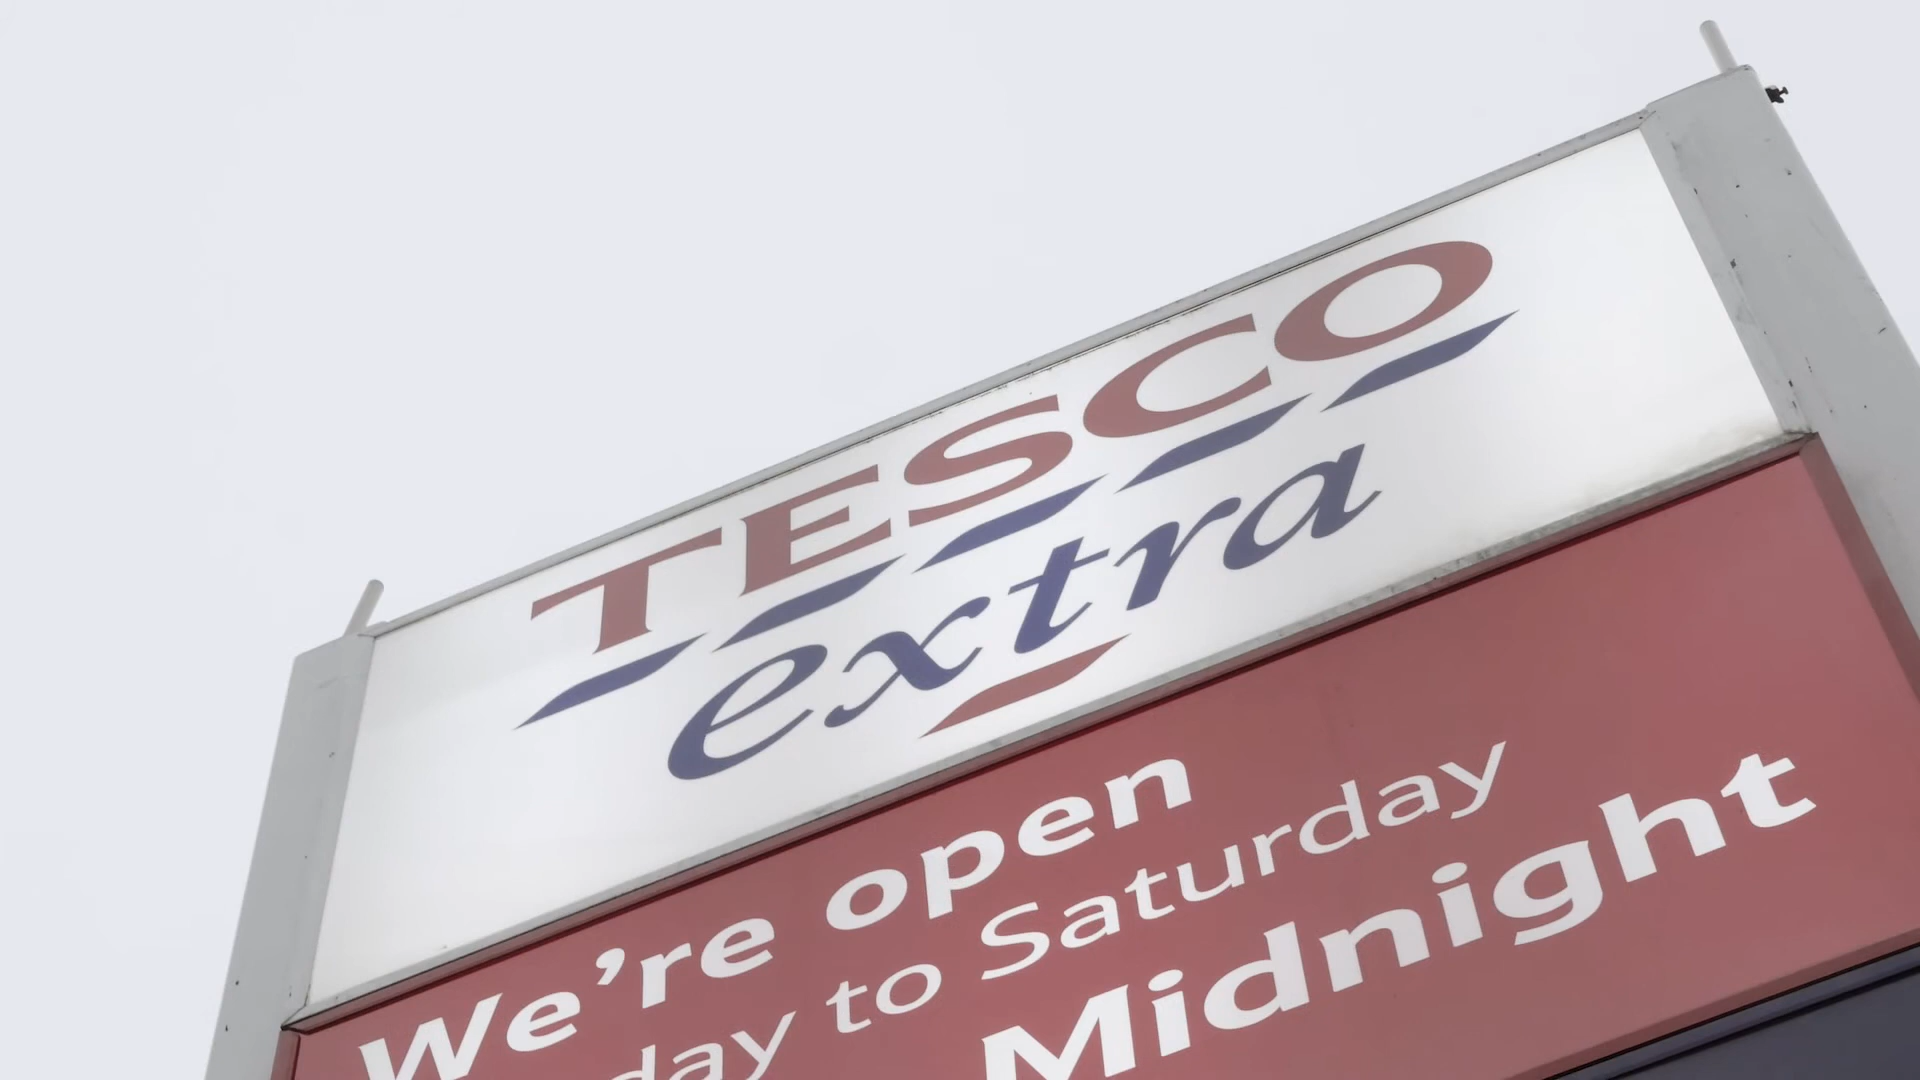 TESCO
extra
We're open
day to Saturday
Midnight